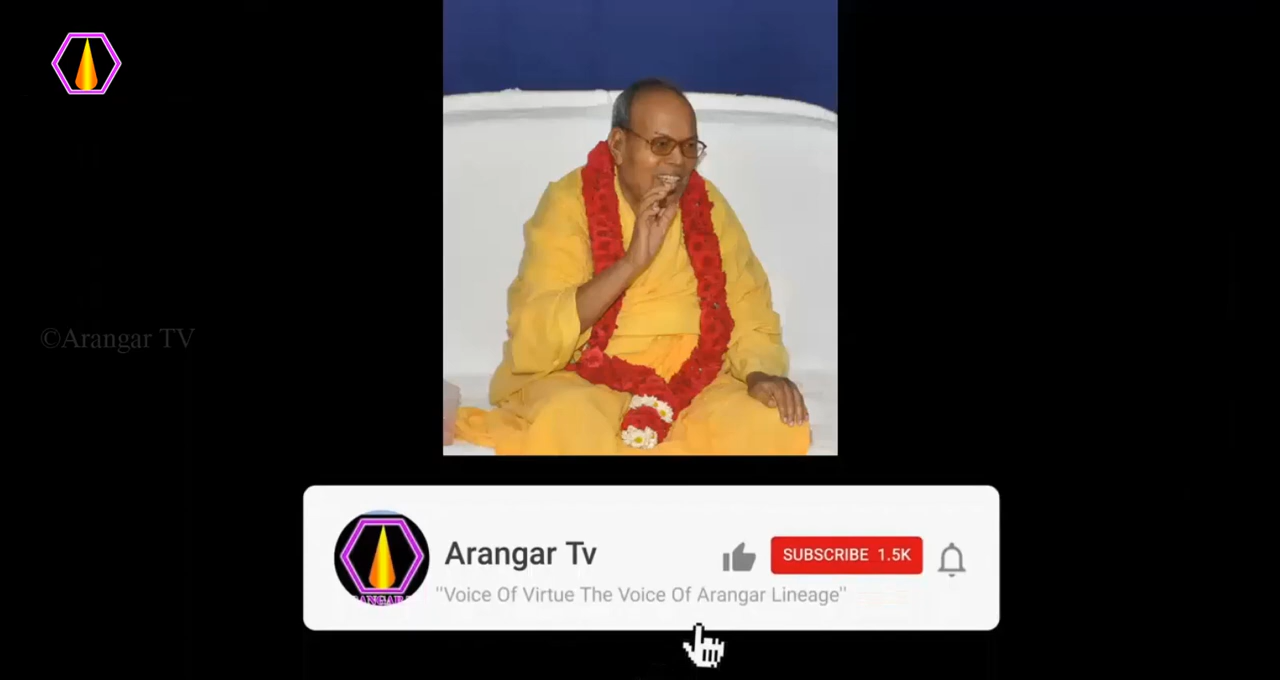 ©Arangar TV
Arangar Tv
SUBSCRIBE 1.5K
"Voice Of Virtue The Voice Of Arangar Lineage"